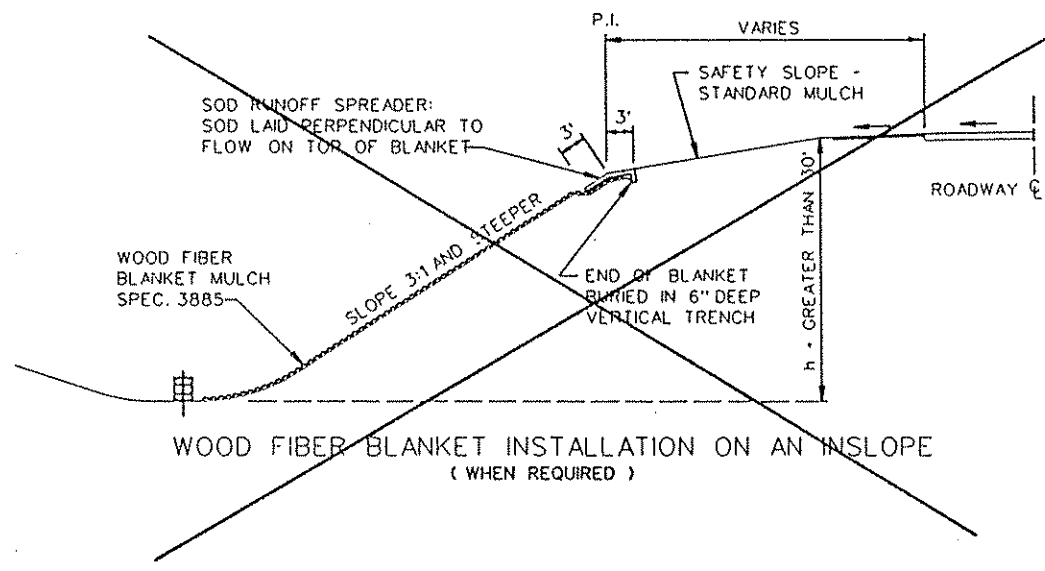 P.I.
VARIES
SAFETY SLOPE -
STANDARD MULCH
SOD RUNOFF SPREADER:
SOD LAID PERPENDICULAR TO
FLOW ON TOP OF BLANKET
3'
3'
ROADWAY ℄
WOOD FIBER
BLANKET MULCH
SPEC. 3885
SLOPE 3:1 AND STEEPER
END OF BLANKET
BURIED IN 6" DEEP
VERTICAL TRENCH
h - GREATER THAN 30'
WOOD FIBER BLANKET INSTALLATION ON AN INSLOPE
( WHEN REQUIRED )